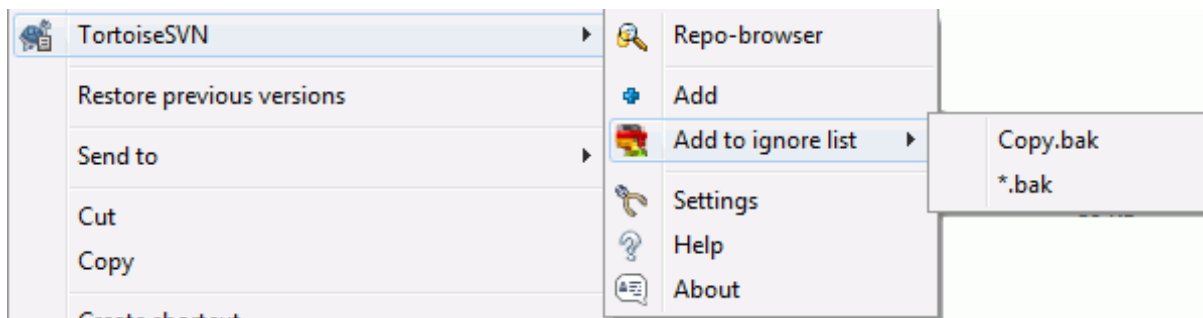 TortoiseSVN
Restore previous versions
Send to
Cut
Copy
Repo-browser
Add
Add to ignore list
Settings
Help
About
Copy.bak
*.bak